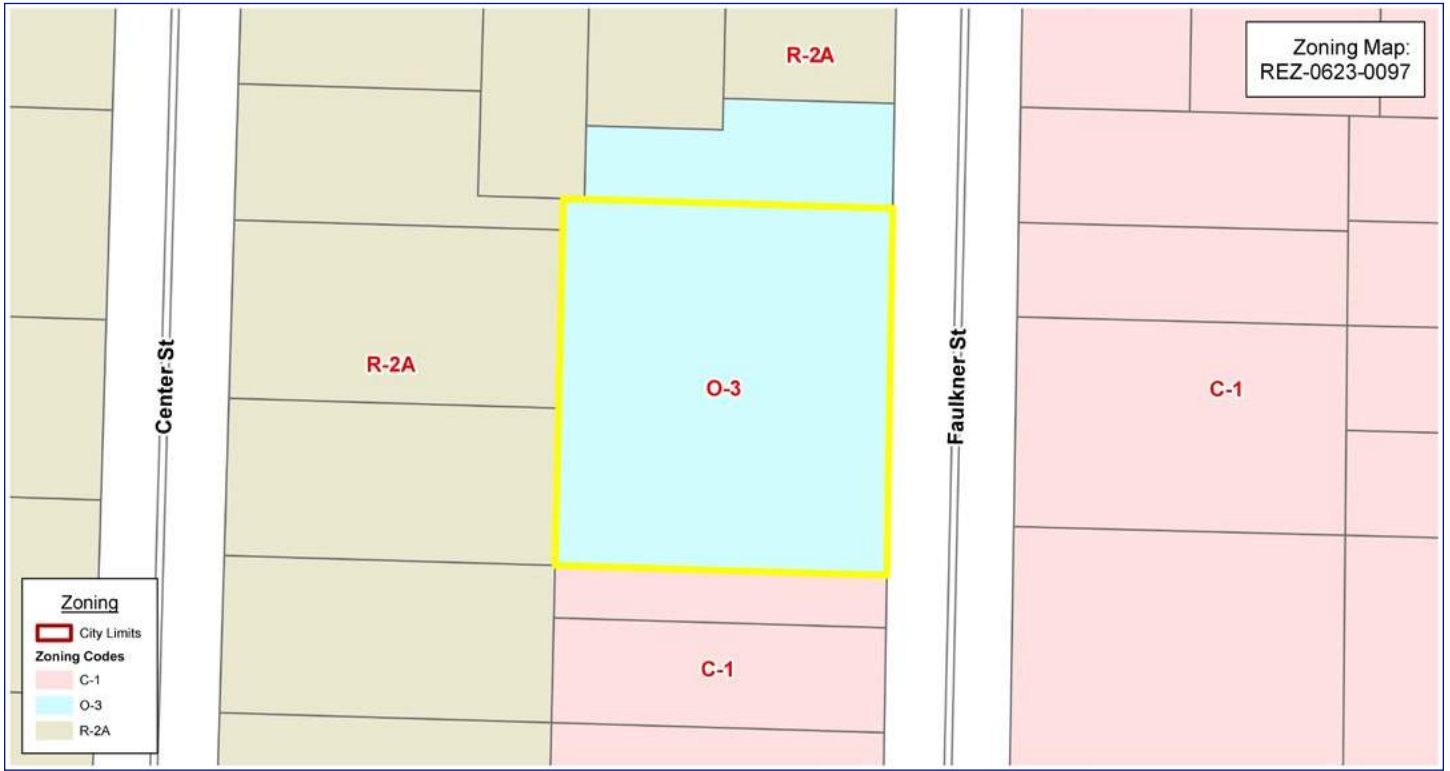 R-2A
Zoning Map:
REZ-0623-0097
Center St
R-2A
O-3
Faulkner St
C-1
C-1
Zoning
City Limits
Zoning Codes
C-1
O-3
R-2A